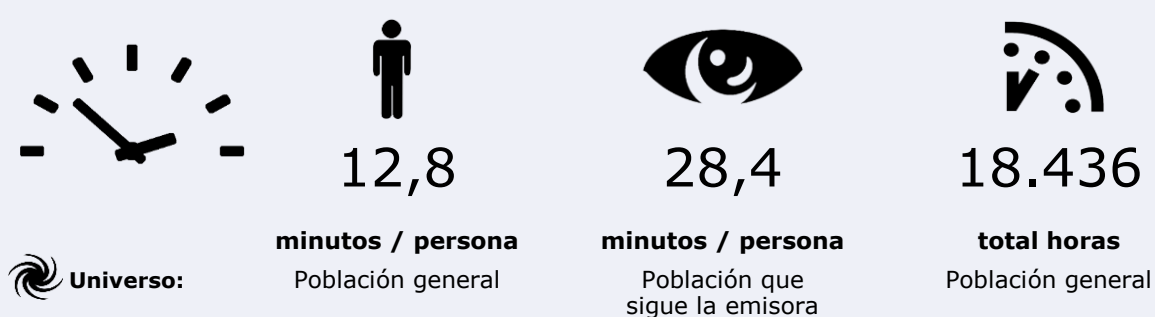 12,8
28,4
18.436
minutos / persona
minutos / persona
total horas
Universo:
Población general
Población que
sigue la emisora
Población general